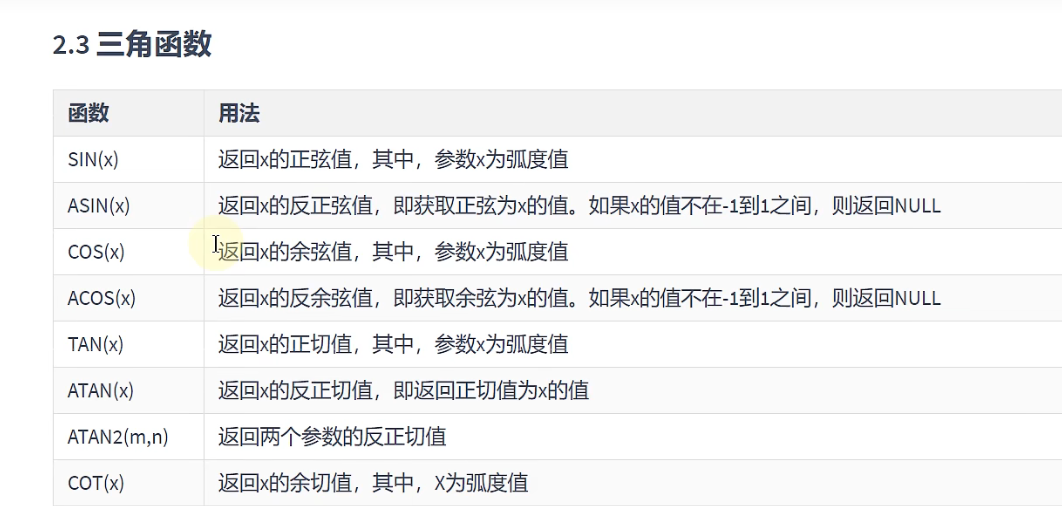 2.3 三角函数
函数 用法
SIN(x) 返回x的正弦值，其中，参数x为弧度值
ASIN(x) 返回x的反正弦值，即获取正弦为x的值。如果x的值不在-1到1之间，则返回NULL
COS(x) 返回x的余弦值，其中，参数x为弧度值
ACOS(x) 返回x的反余弦值，即获取余弦为x的值。如果x的值不在-1到1之间，则返回NULL
TAN(x) 返回x的正切值，其中，参数x为弧度值
ATAN(x) 返回x的反正切值，即返回正切值为x的值
ATAN2(m,n) 返回两个参数的反正切值
COT(x) 返回x的余切值，其中，X为弧度值